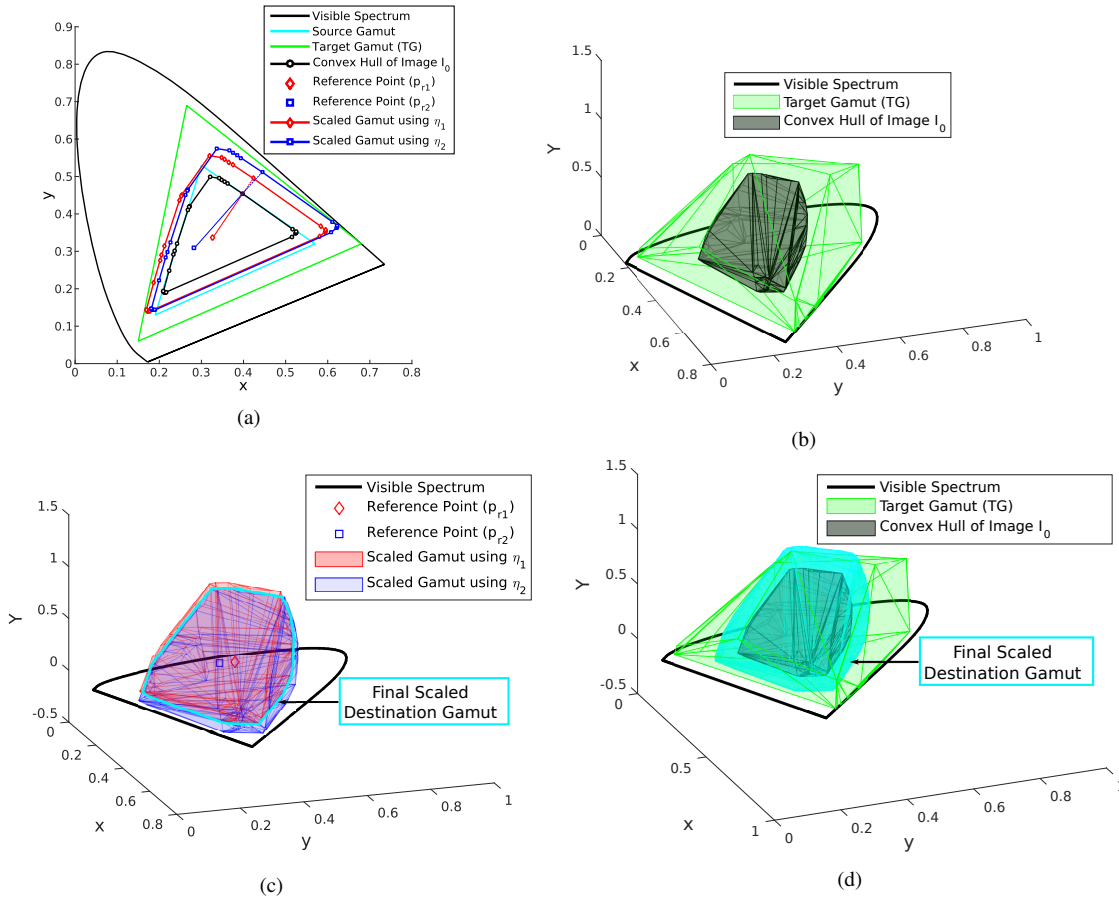 Visible Spectrum
Source Gamut
Target Gamut (TG)
Convex Hull of Image I0
Reference Point (pr1)
Reference Point (pr2)
Scaled Gamut using η1
Scaled Gamut using η2
0.9
0.8
0.7
0.6
0.5
0.4
0.3
0.2
0.1
0
y
0 0.1 0.2 0.3 0.4 0.5 0.6 0.7 0.8
x
(a)
Visible Spectrum
Target Gamut (TG)
Convex Hull of Image I0
1.5
1
0.5
0
Y
0
0.2
0.4
0.6
0.8
x
0 0.2 0.4 0.6 0.8 1
y
(b)
Visible Spectrum
Reference Point (pr1)
Reference Point (pr2)
Scaled Gamut using η1
Scaled Gamut using η2
1.5
1
0.5
0
-0.5
Y
Final Scaled
Destination Gamut
0
0.2
0.4
0.6
0.8
x
0 0.2 0.4 0.6 0.8 1
y
(c)
Visible Spectrum
Target Gamut (TG)
Convex Hull of Image I0
1.5
1
0.5
0
-0.5
Y
Final Scaled
Destination Gamut
0
0.5
1
x
0 0.2 0.4 0.6 0.8 1
y
(d)